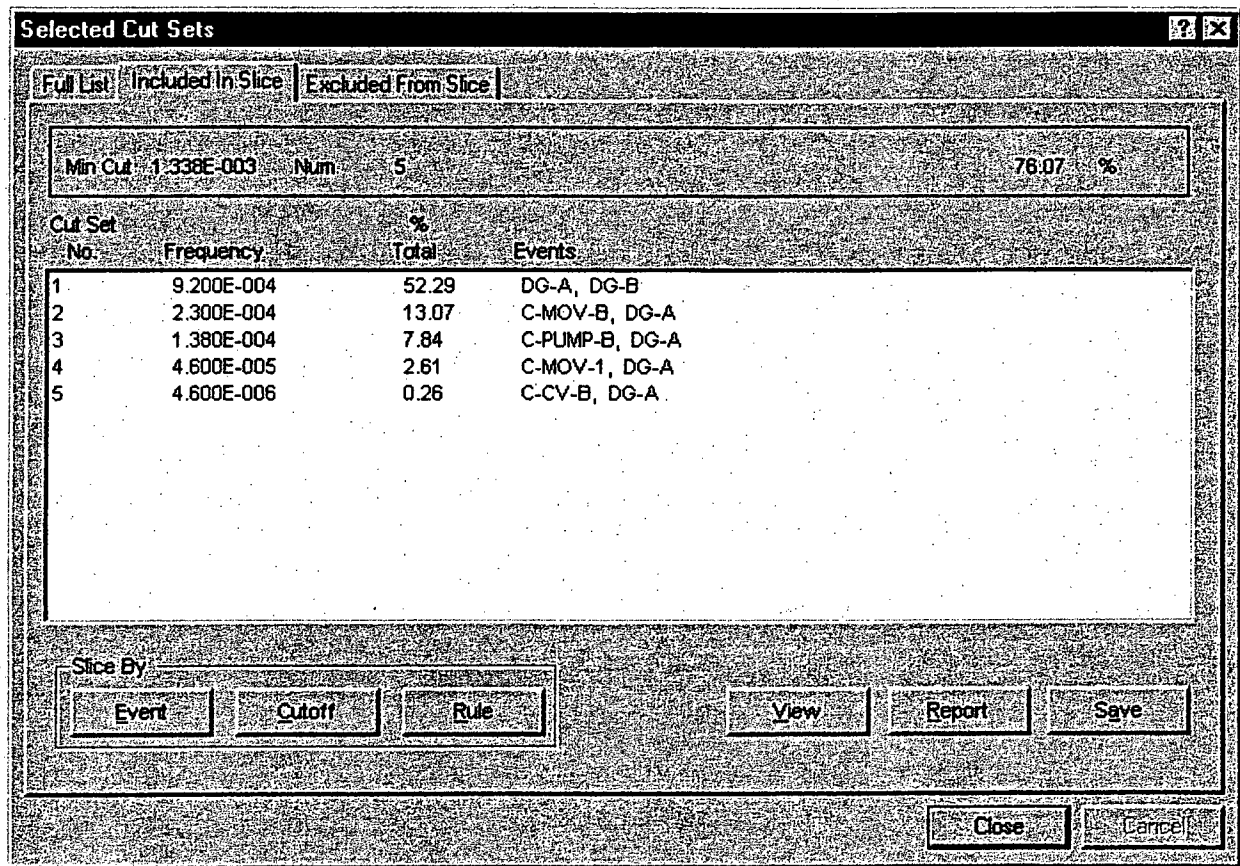 Selected Cut Sets
Full List Included In Slice Excluded From Slice
Min Cut 1.338E-003 Num 5 76.07 %
Cut Set %
No. Frequency Total Events
1 9.200E-004 52.29 DG-A, DG-B
2 2.300E-004 13.07 C-MOV-B, DG-A
3 1.380E-004 7.84 C-PUMP-B, DG-A
4 4.600E-005 2.61 C-MOV-1, DG-A
5 4.600E-006 0.26 C-CV-B, DG-A
Slice By
Event Cutoff Rule View Report Save
Close Cancel